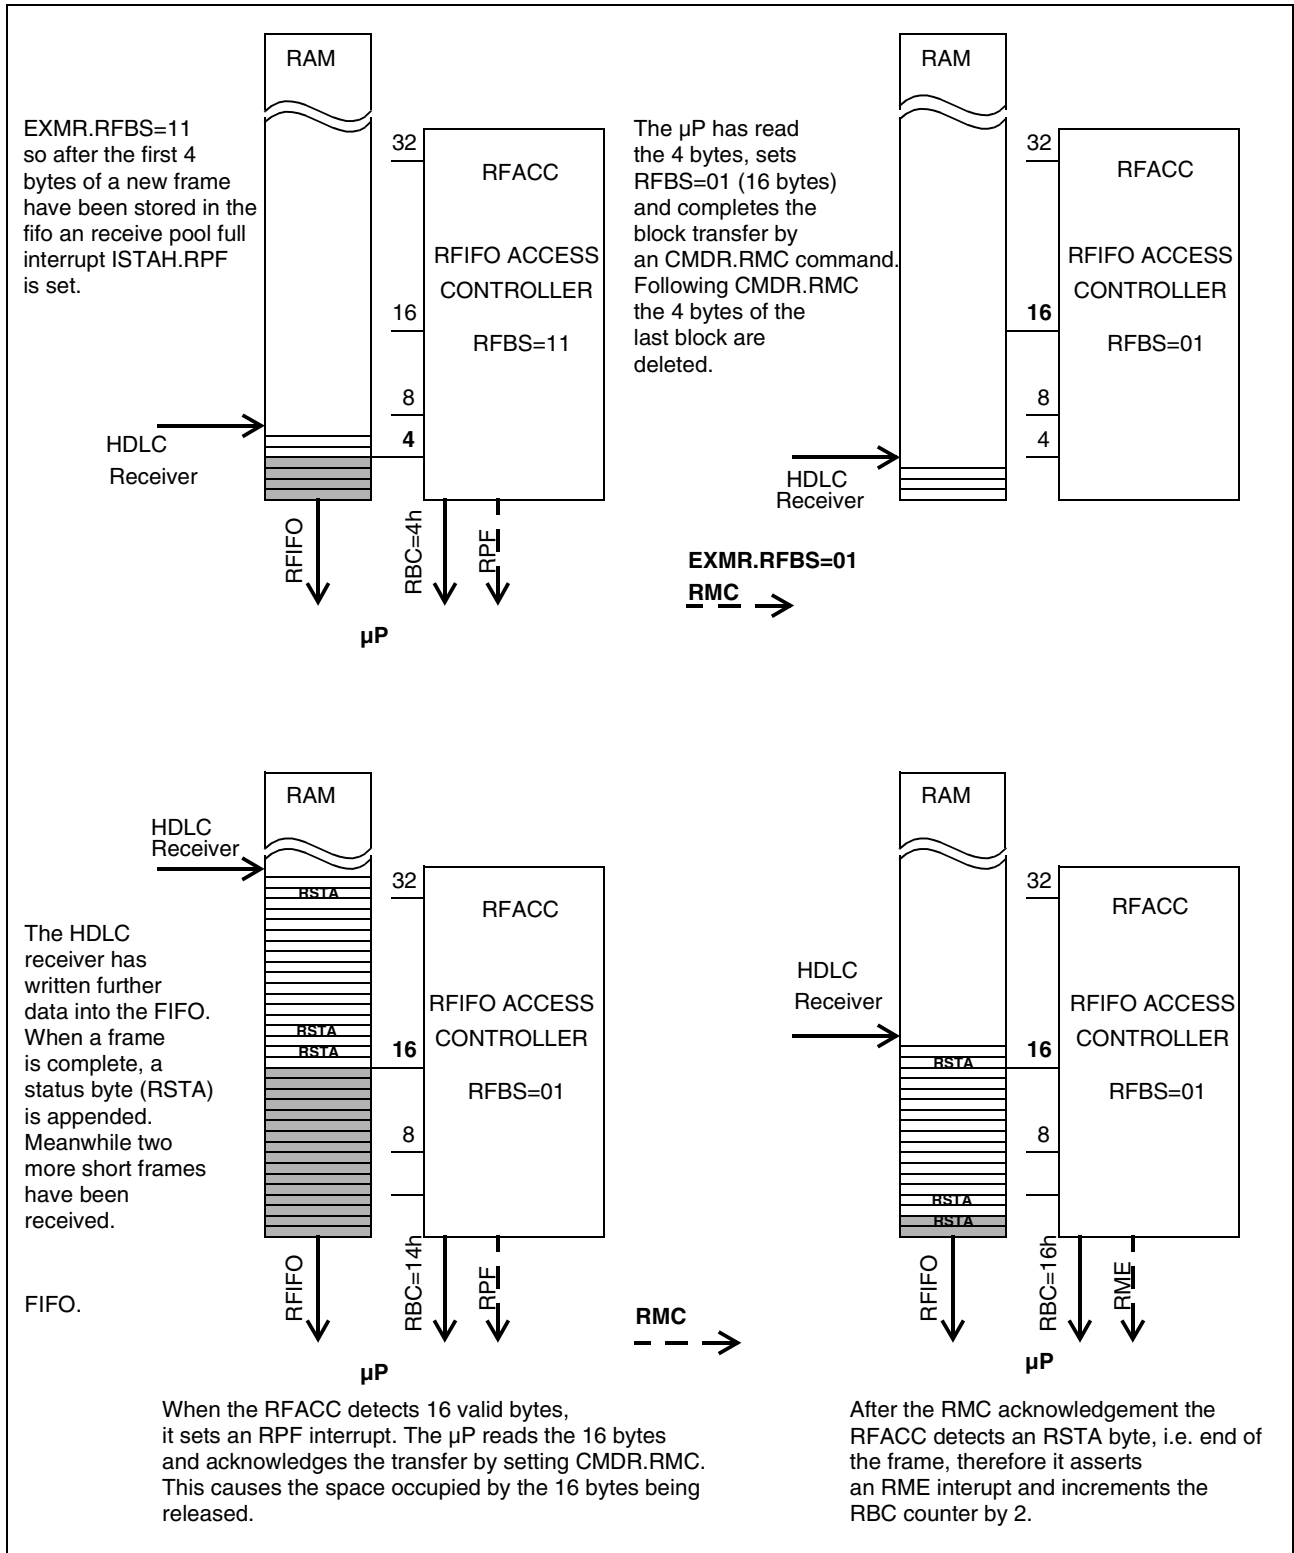 RAM
EXMR.RFBS=11
so after the first 4
bytes of a new frame
have been stored in the
fifo an receive pool full
interrupt ISTAH.RPF
is set.
32
RFACC
RFIFO ACCESS
CONTROLLER
16
RFBS=11
8
4
HDLC
Receiver
RFIFO
RBC=4h
RPF
µP
RAM
The µP has read
the 4 bytes, sets
RFBS=01 (16 bytes)
and completes the
block transfer by
an CMDR.RMC command.
Following CMDR.RMC
the 4 bytes of the
last block are
deleted.
32
RFACC
RFIFO ACCESS
CONTROLLER
16
RFBS=01
8
4
HDLC
Receiver
EXMR.RFBS=01
RMC
RAM
HDLC
Receiver
RSTA
32
RFACC
The HDLC
receiver has
written further
data into the FIFO.
When a frame
is complete, a
status byte (RSTA)
is appended.
Meanwhile two
more short frames
have been
received.
RFIFO ACCESS
CONTROLLER
RSTA
RSTA
16
RFBS=01
8
FIFO.
RFIFO
RBC=14h
RPF
µP
RMC
When the RFACC detects 16 valid bytes,
it sets an RPF interrupt. The µP reads the 16 bytes
and acknowledges the transfer by setting CMDR.RMC.
This causes the space occupied by the 16 bytes being
released.
RAM
32
RFACC
HDLC
Receiver
RFIFO ACCESS
CONTROLLER
16
RSTA
RFBS=01
8
RSTA
RSTA
RFIFO
RBC=16h
RME
µP
After the RMC acknowledgement the
RFACC detects an RSTA byte, i.e. end of
the frame, therefore it asserts
an RME interupt and increments the
RBC counter by 2.